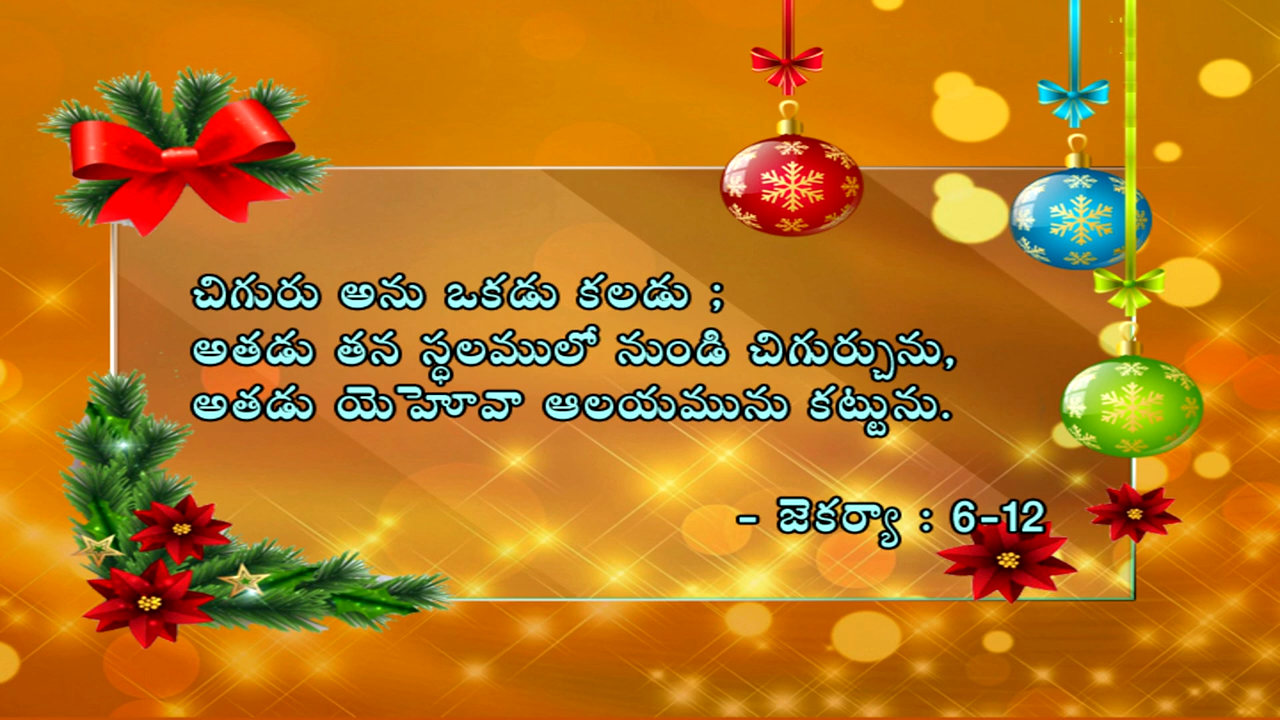 చిగురు అను ఒకడు కలడు ;
అతడు తన స్థలములో నుండి చిగుర్చును,
అతడు యెహెూవా ఆలయమును కట్టును.
- జెకర్యా : 6-12